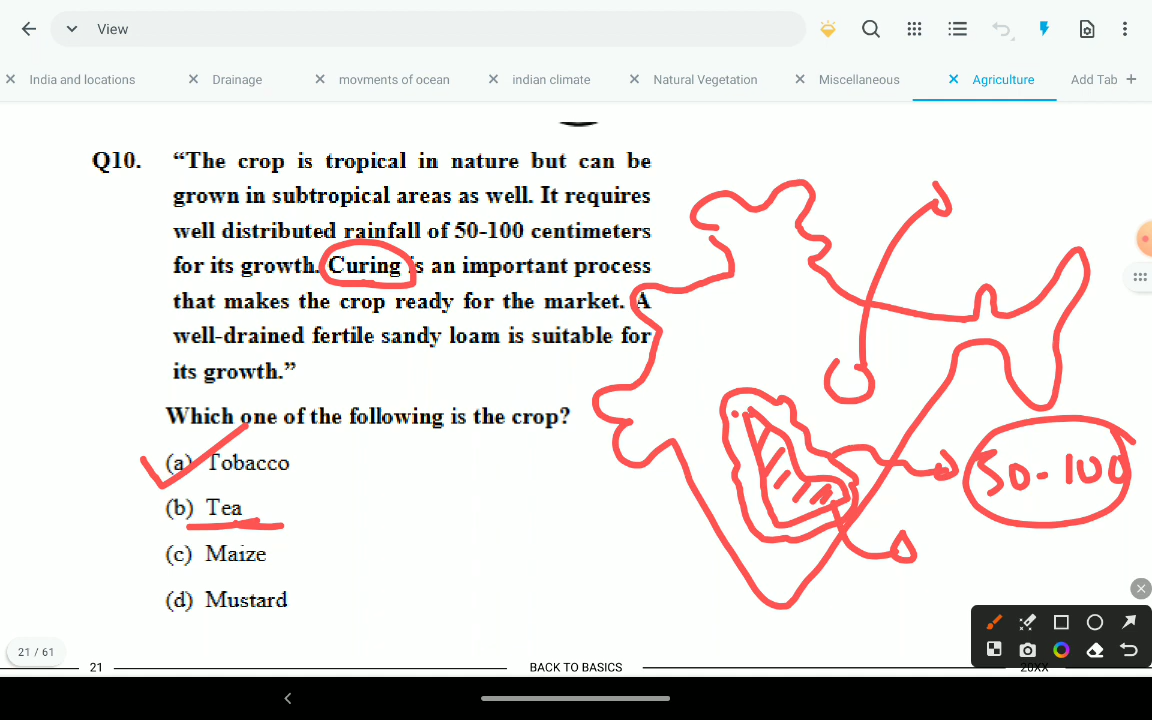 View
India and locations
Drainage
movments of ocean
indian climate
Natural Vegetation
Miscellaneous
Agriculture
Add Tab
Q10. “The crop is tropical in nature but can be
grown in subtropical areas as well. It requires
well distributed rainfall of 50-100 centimeters
for its growth. Curing is an important process
that makes the crop ready for the market. A
well-drained fertile sandy loam is suitable for
its growth.”
Which one of the following is the crop?
(a) Tobacco
(b) Tea
(c) Maize
(d) Mustard
50-100
21 / 61
21
BACK TO BASICS
20XX